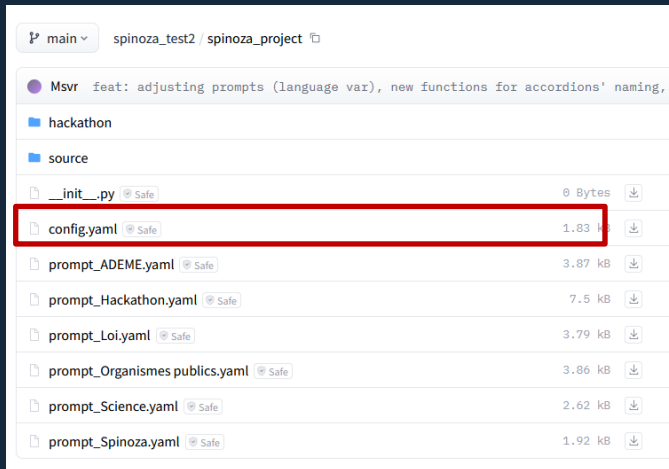 main spinoza_test2 / spinoza_project
Msvr feat: adjusting prompts (language var), new functions for accordions' naming,
hackathon
source
__init__.py Safe 0 Bytes
config.yaml Safe 1.83 kB
prompt_ADEME.yaml Safe 3.87 kB
prompt_Hackathon.yaml Safe 7.5 kB
prompt_Loi.yaml Safe 3.79 kB
prompt_Organismes publics.yaml Safe 3.86 kB
prompt_Science.yaml Safe 2.62 kB
prompt_Spinoza.yaml Safe 1.92 kB